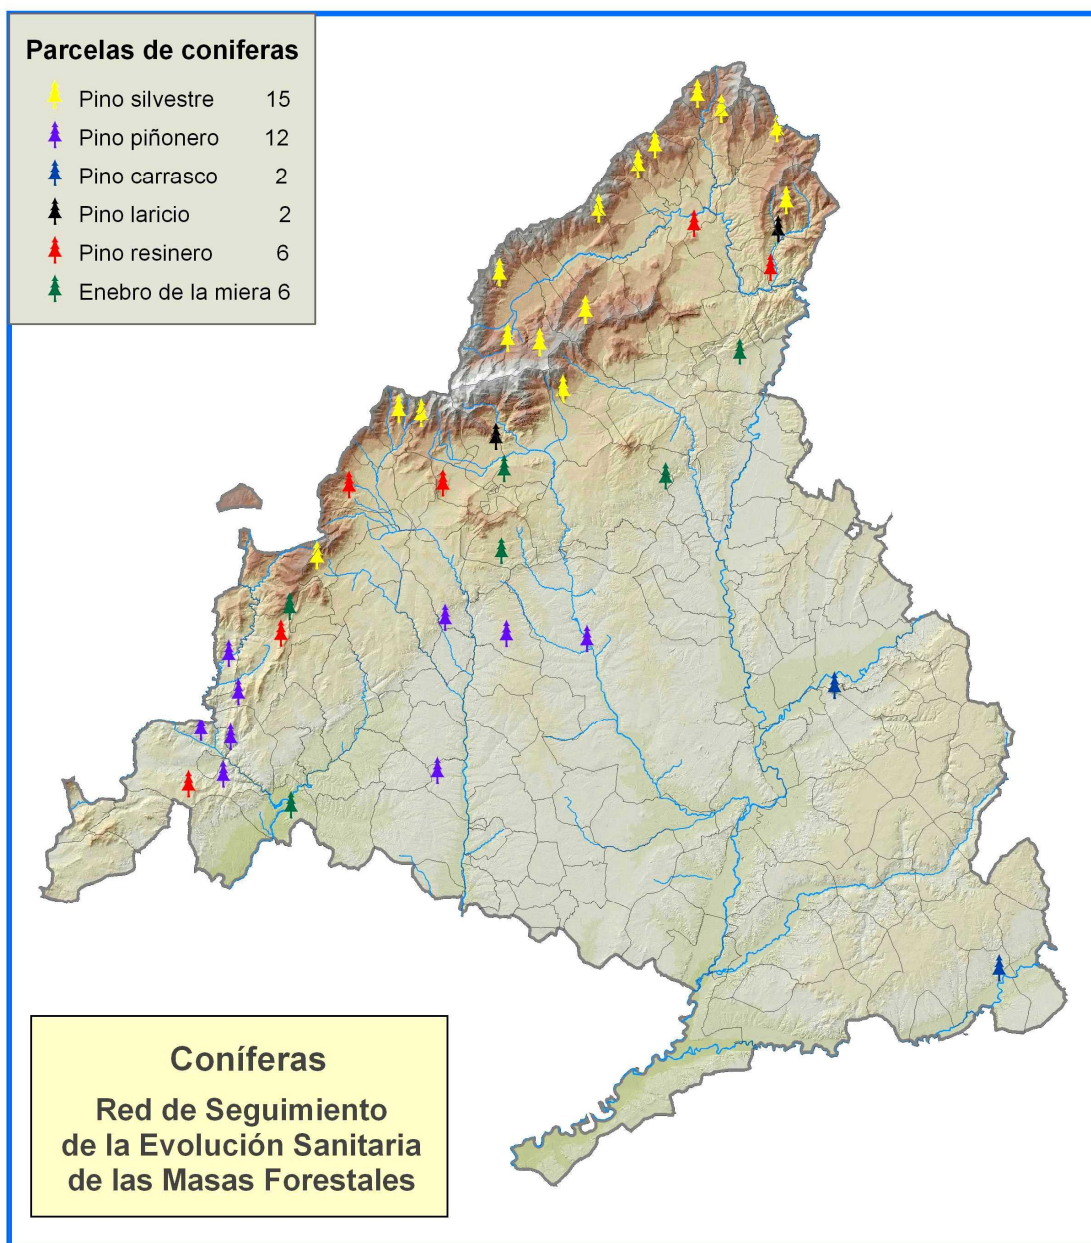 Parcelas de coniferas
Pino silvestre 15
Pino piñonero 12
Pino carrasco 2
Pino laricio 2
Pino resinero 6
Enebro de la miera 6
Coníferas
Red de Seguimiento
de la Evolución Sanitaria
de las Masas Forestales